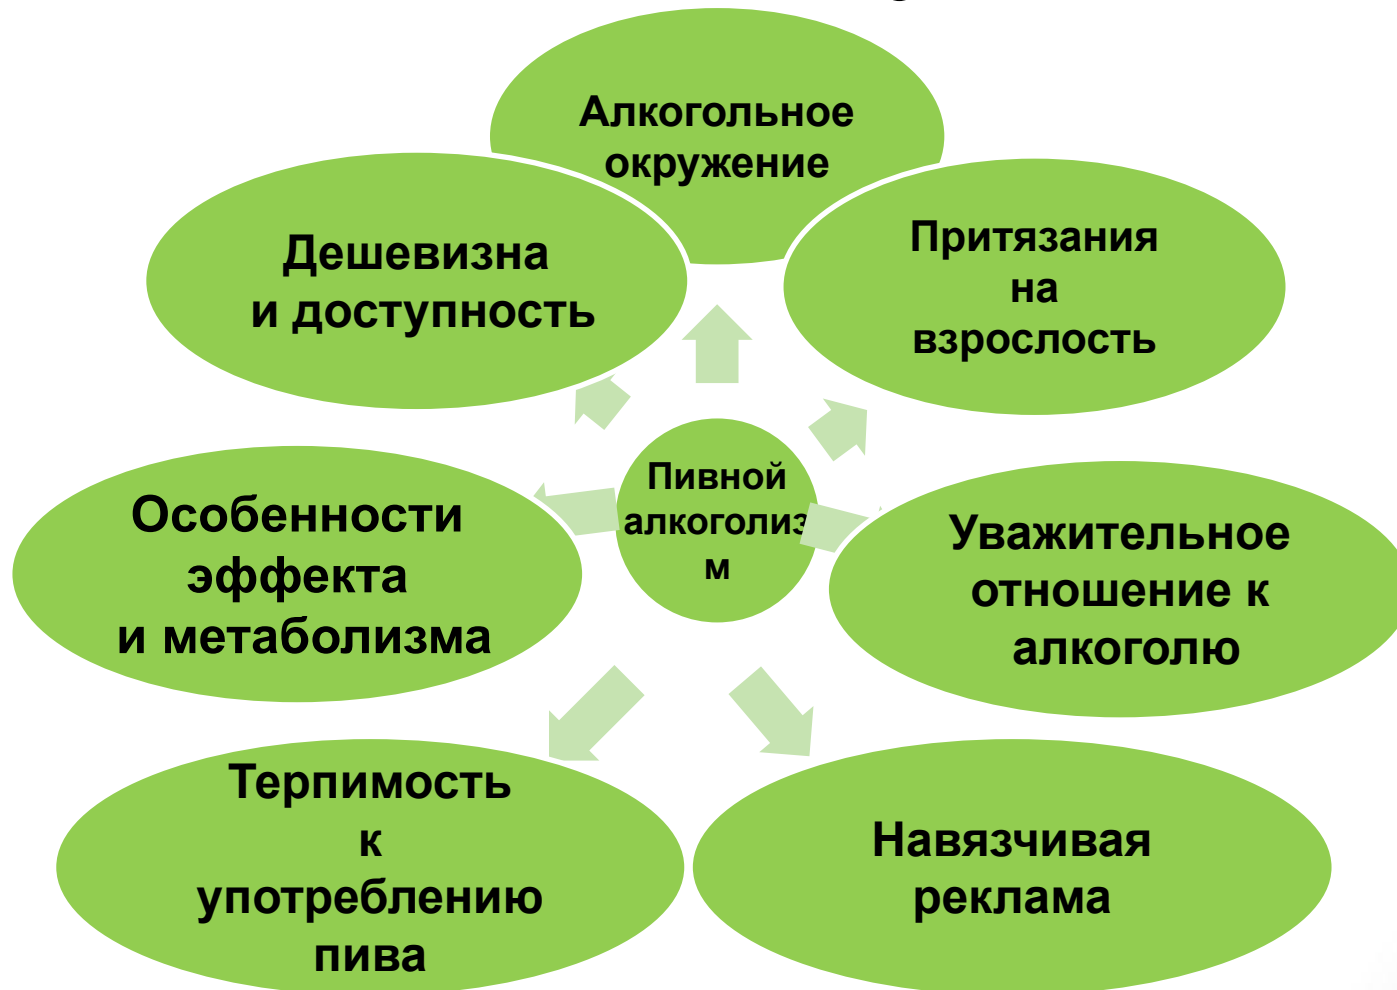 Алкогольное
окружение
Притязания
на
взрослость
Уважительное
отношение к
алкоголю
Навязчивая
реклама
Терпимость
к
употреблению
пива
Особенности
эффекта
и метаболизма
Дешевизна
и доступность
Пивной
алкоголиз
м